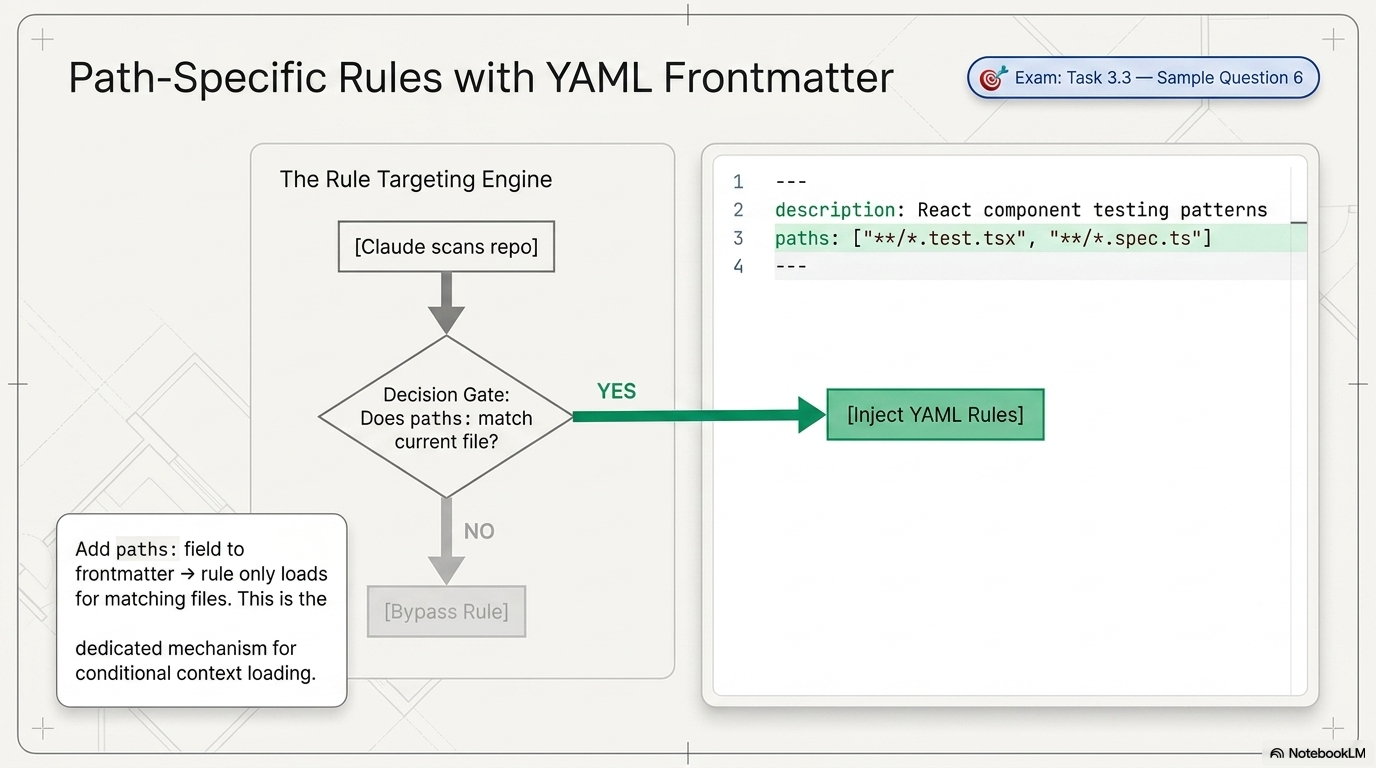 Path-Specific Rules with YAML Frontmatter
Exam: Task 3.3 — Sample Question 6
The Rule Targeting Engine
[Claude scans repo]
Decision Gate:
Does paths: match
current file?
YES
NO
[Bypass Rule]
Add paths: field to
frontmatter → rule only loads
for matching files. This is the
dedicated mechanism for
conditional context loading.
1 ---
2 description: React component testing patterns
3 paths: ["**/*.test.tsx", "**/*.spec.ts"]
4 ---
[Inject YAML Rules]
NotebookLM